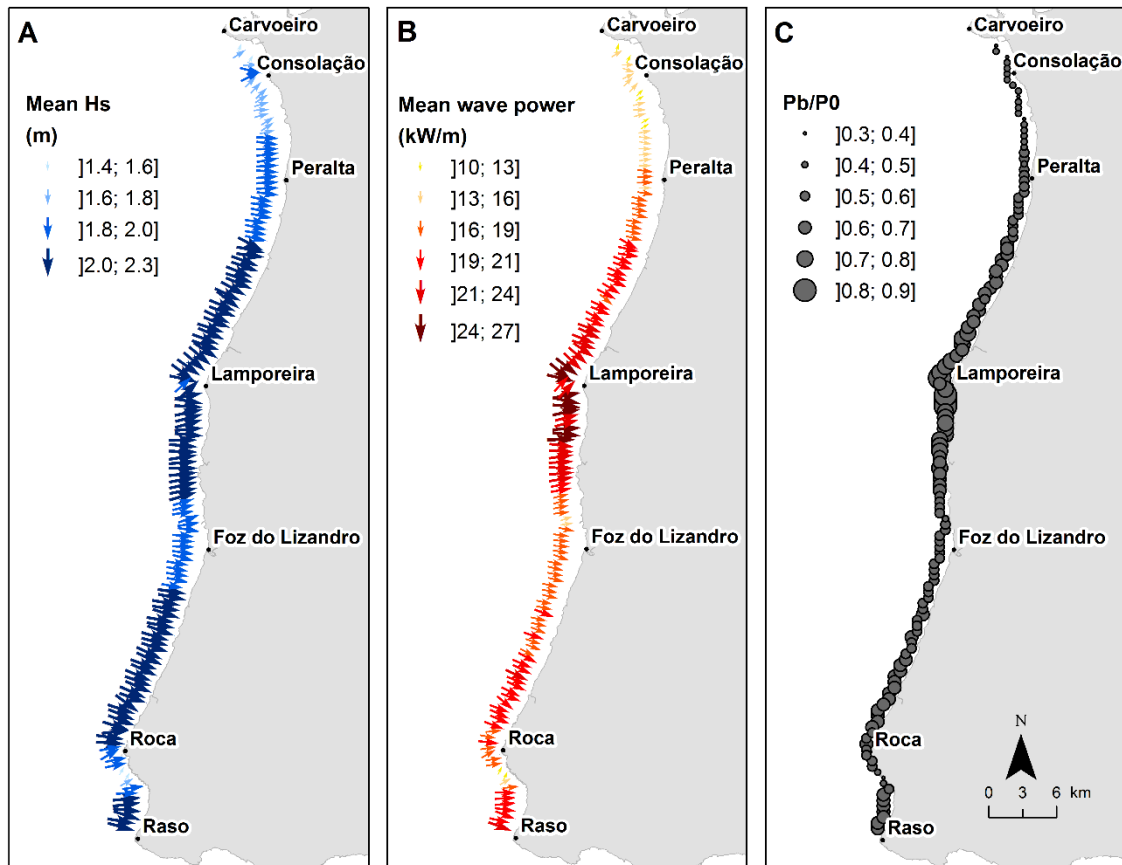 A
Carvoeiro
Consolação
Mean Hs
(m)
]1.4; 1.6]
]1.6; 1.8]
]1.8; 2.0]
]2.0; 2.3]
Peralta
Lamporeira
Foz do Lizandro
Roca
Raso
B
Carvoeiro
Consolação
Mean wave power
(kW/m)
]10; 13]
]13; 16]
]16; 19]
]19; 21]
]21; 24]
]24; 27]
Peralta
Lamporeira
Foz do Lizandro
Roca
Raso
C
Carvoeiro
Consolação
Pb/P0
]0.3; 0.4]
]0.4; 0.5]
]0.5; 0.6]
]0.6; 0.7]
]0.7; 0.8]
]0.8; 0.9]
Peralta
Lamporeira
Foz do Lizandro
Roca
N
0 3 6 km
Raso